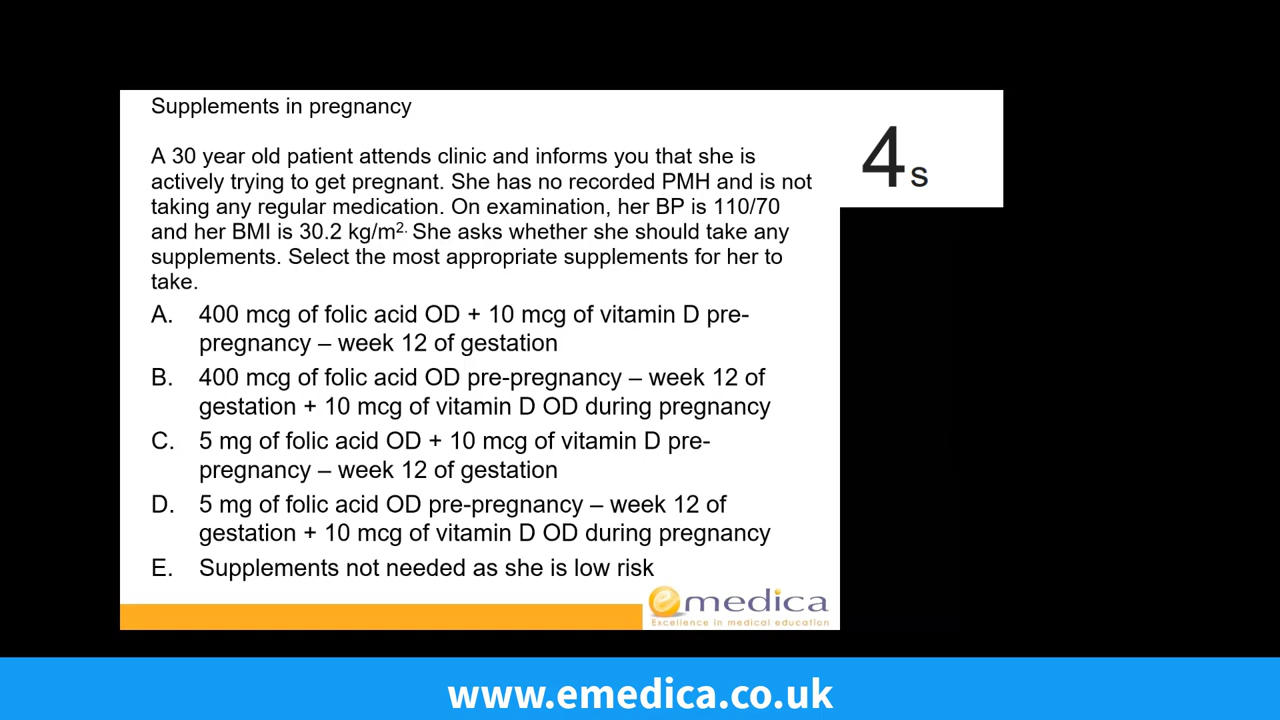 Supplements in pregnancy
4s
A 30 year old patient attends clinic and informs you that she is
actively trying to get pregnant. She has no recorded PMH and is not
taking any regular medication. On examination, her BP is 110/70
and her BMI is 30.2 kg/m². She asks whether she should take any
supplements. Select the most appropriate supplements for her to
take.
A. 400 mcg of folic acid OD + 10 mcg of vitamin D pre-
pregnancy – week 12 of gestation
B. 400 mcg of folic acid OD pre-pregnancy – week 12 of
gestation + 10 mcg of vitamin D OD during pregnancy
C. 5 mg of folic acid OD + 10 mcg of vitamin D pre-
pregnancy – week 12 of gestation
D. 5 mg of folic acid OD pre-pregnancy – week 12 of
gestation + 10 mcg of vitamin D OD during pregnancy
E. Supplements not needed as she is low risk
emedica
Excellence in medical education
www.emedica.co.uk